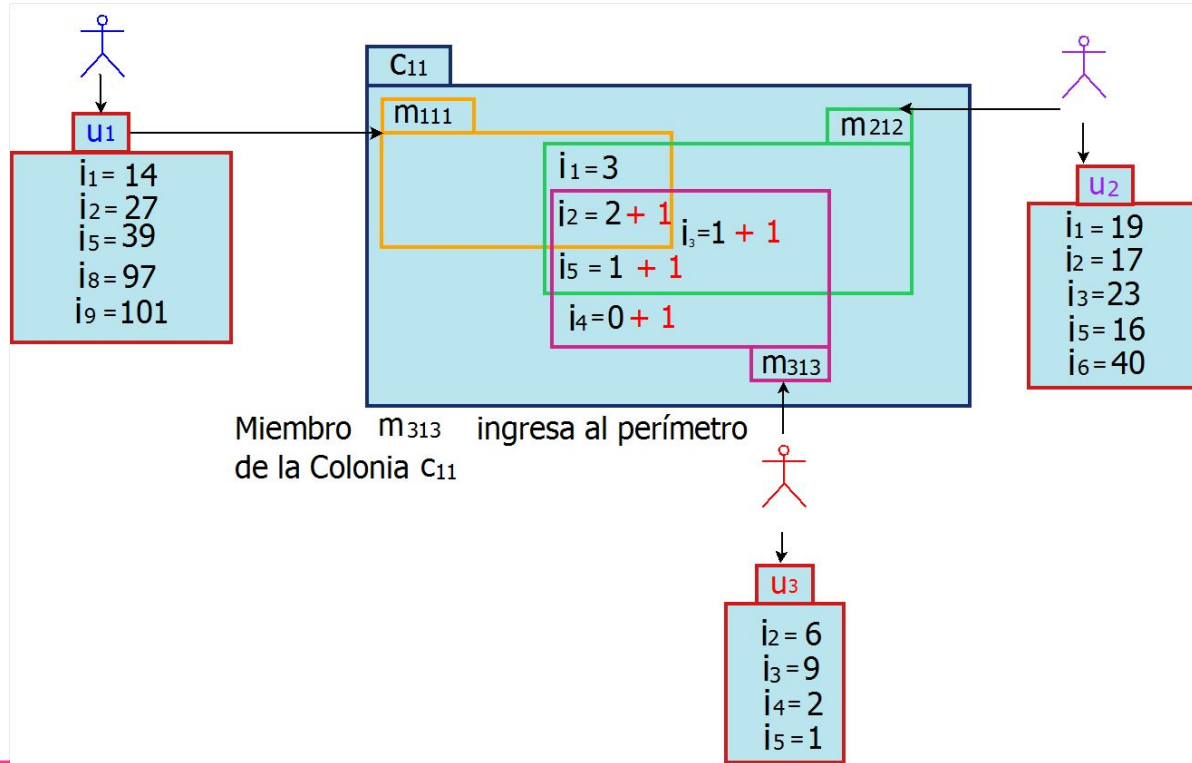 c11
m111
m212
u1
i1 = 14
i2 = 27
i5 = 39
i8 = 97
i9 = 101
i1 = 3
i2 = 2 + 1
i3 = 1 + 1
i5 = 1 + 1
i4 = 0 + 1
m313
u2
i1 = 19
i2 = 17
i3 = 23
i5 = 16
i6 = 40
Miembro m313 ingresa al perímetro
de la Colonia c11
u3
i2 = 6
i3 = 9
i4 = 2
i5 = 1